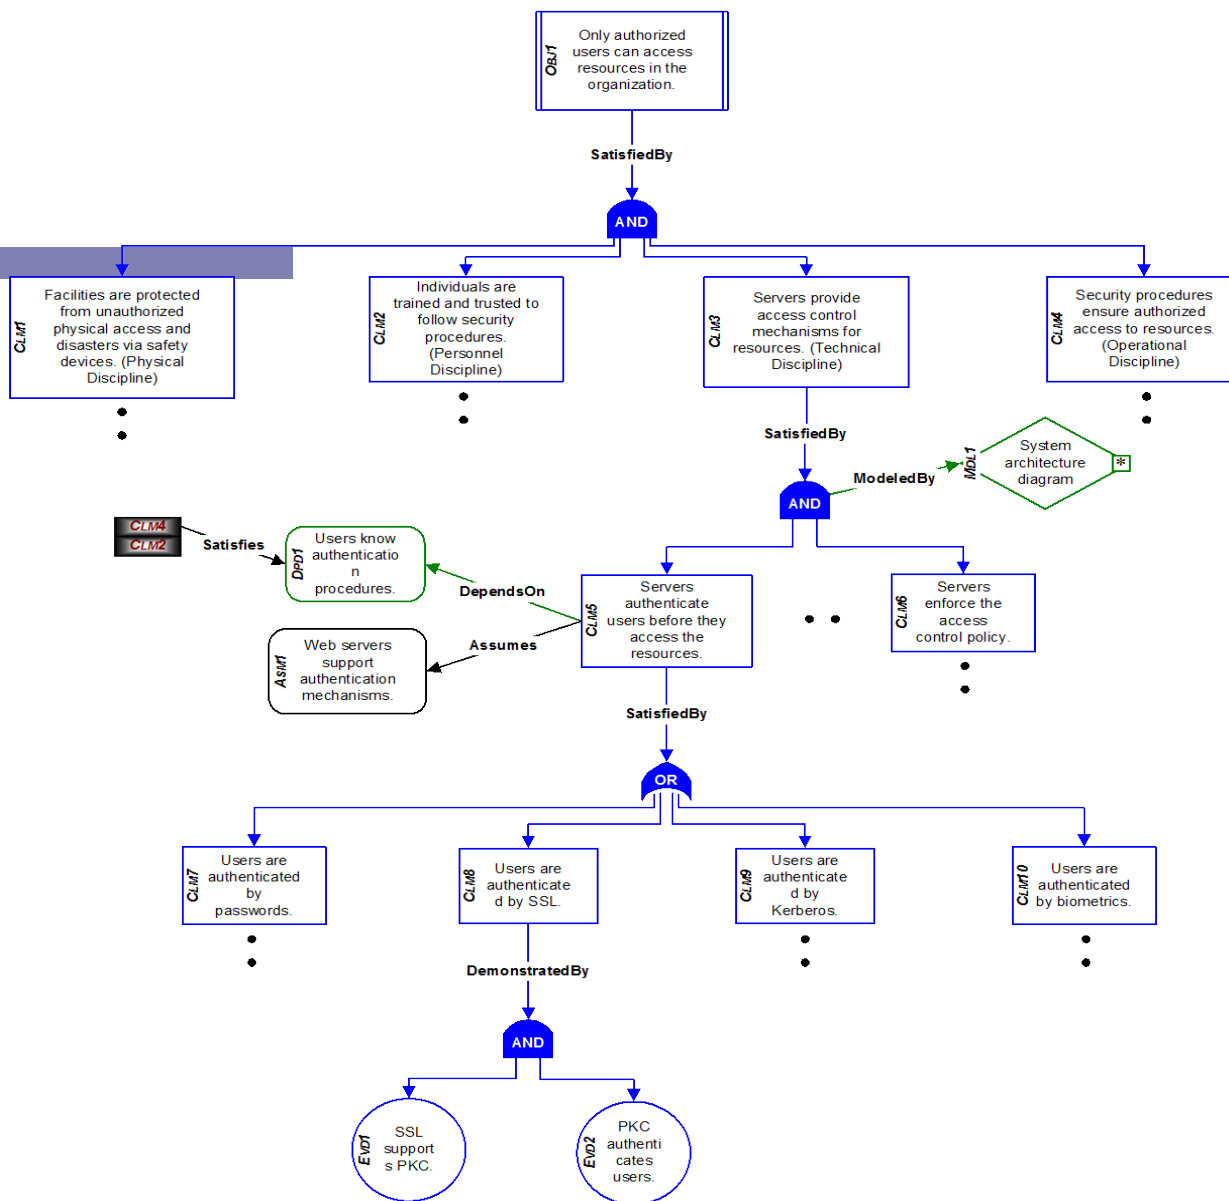 OBJ1
Only authorized
users can access
resources in the
organization.
SatisfiedBy
AND
CLM1
Facilities are protected
from unauthorized
physical access and
disasters via safety
devices. (Physical
Discipline)
CLM2
Individuals are
trained and trusted to
follow security
procedures.
(Personnel
Discipline)
CLM3
Servers provide
access control
mechanisms for
resources. (Technical
Discipline)
CLM4
Security procedures
ensure authorized
access to resources.
(Operational
Discipline)
SatisfiedBy
AND
ModeledBy
MDL1
System
architecture
diagram
*
CLM4
CLM2
Satisfies
DPD1
Users know
authenticatio
n
procedures.
DependsOn
Assumes
ASM1
Web servers
support
authentication
mechanisms.
CLM5
Servers
authenticate
users before they
access the
resources.
CLM6
Servers
enforce the
access
control policy.
SatisfiedBy
OR
CLM7
Users are
authenticated
by
passwords.
CLM8
Users are
authenticate
d by SSL.
CLM9
Users are
authenticate
d by
Kerberos.
CLM10
Users are
authenticated
by biometrics.
DemonstratedBy
AND
EVD1
SSL
support
s PKC.
EVD2
PKC
authenti
cates
users.